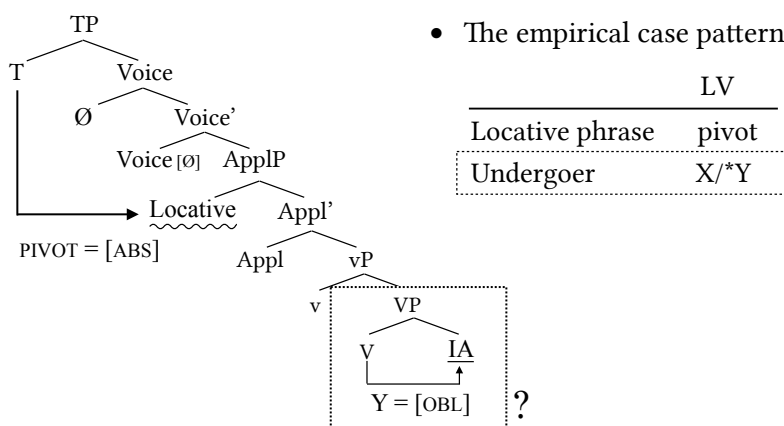 TP
T Voice
Ø Voice’
Voice [Ø] ApplP
Locative Appl’
PIVOT = [ABS]
Appl vP
v VP
V IA
Y = [OBL]
?
• The empirical case pattern
LV
Locative phrase pivot
Undergoer X/*Y